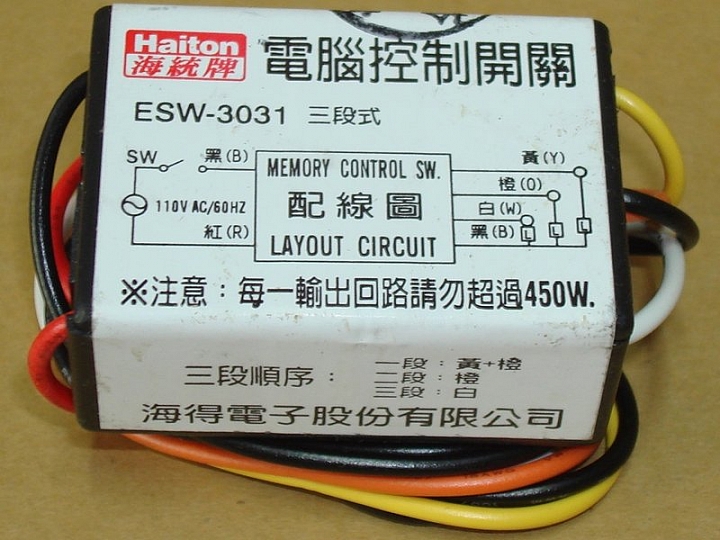 Haiton
海統牌
電腦控制開關
ESW-3031 三段式
SW 黑(B)
110V AC/60HZ
紅(R)
MEMORY CONTROL SW.
配線圖
LAYOUT CIRCUIT
黃(Y)
橙(O)
白(W)
黑(B) L L L
※注意：每一輸出回路請勿超過450W.
三段順序：
一段：黃+橙
二段：橙
三段：白
海得電子股份有限公司